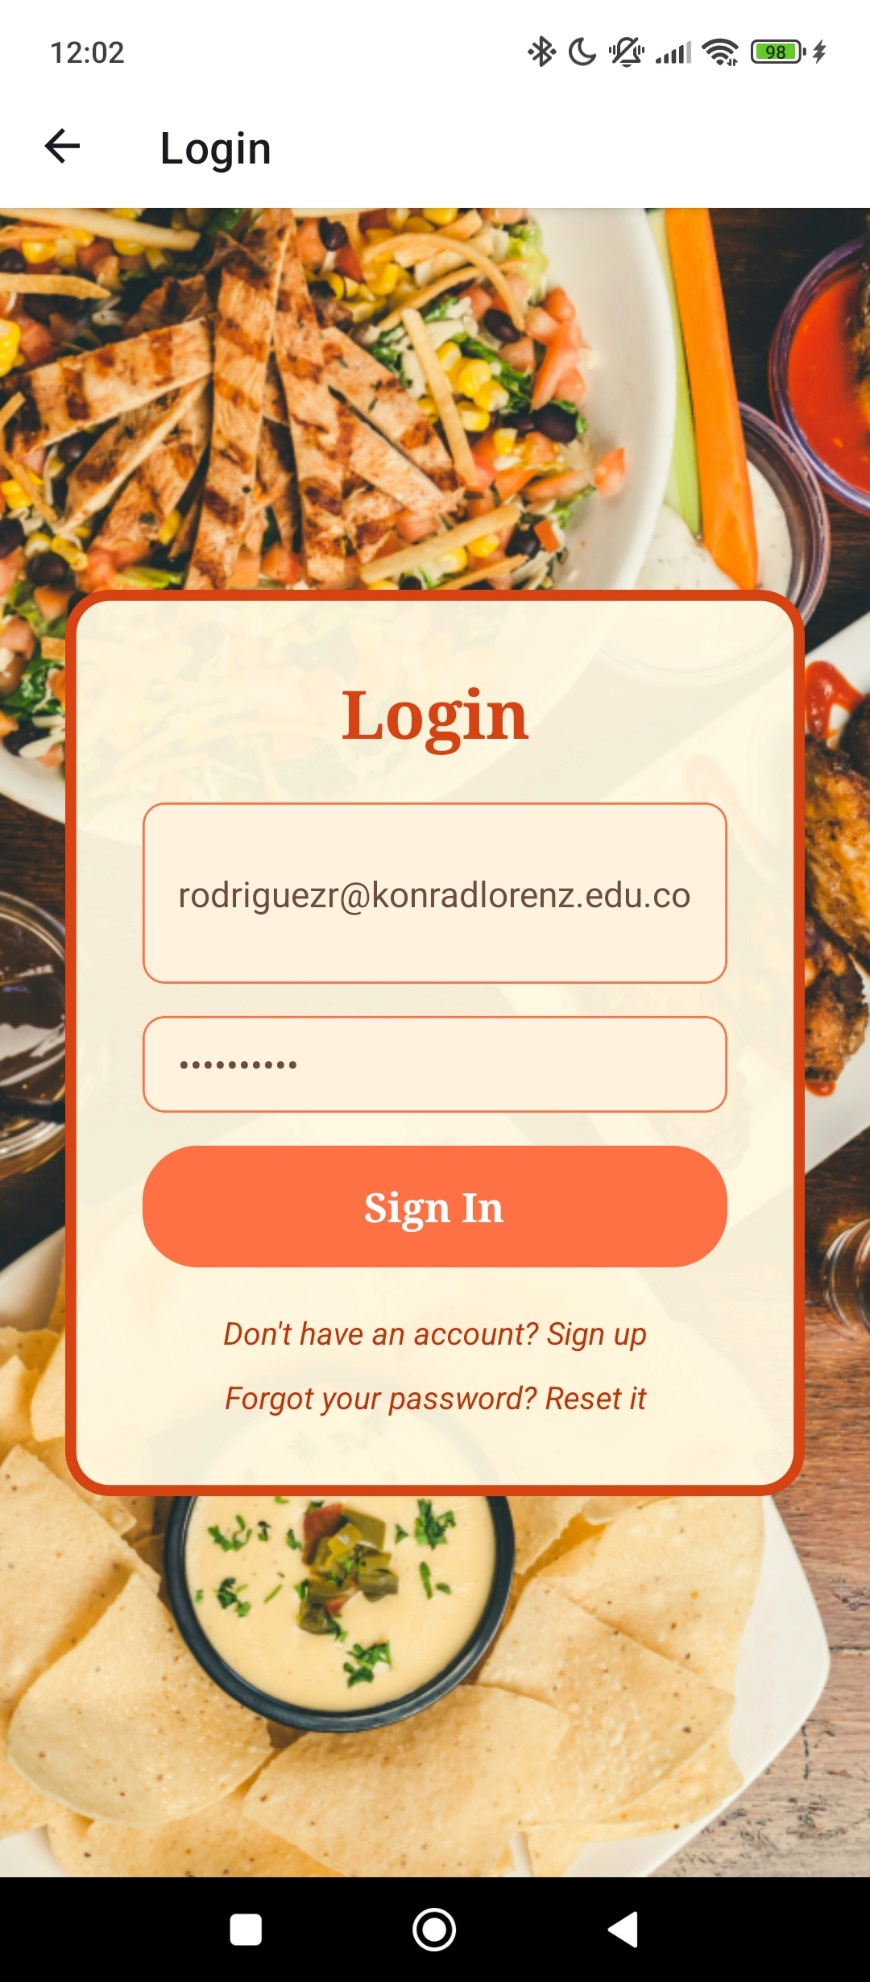 12:02
98
Login
Login
rodriguezr@konradlorenz.edu.co
••••••••••
Sign In
Don't have an account? Sign up
Forgot your password? Reset it